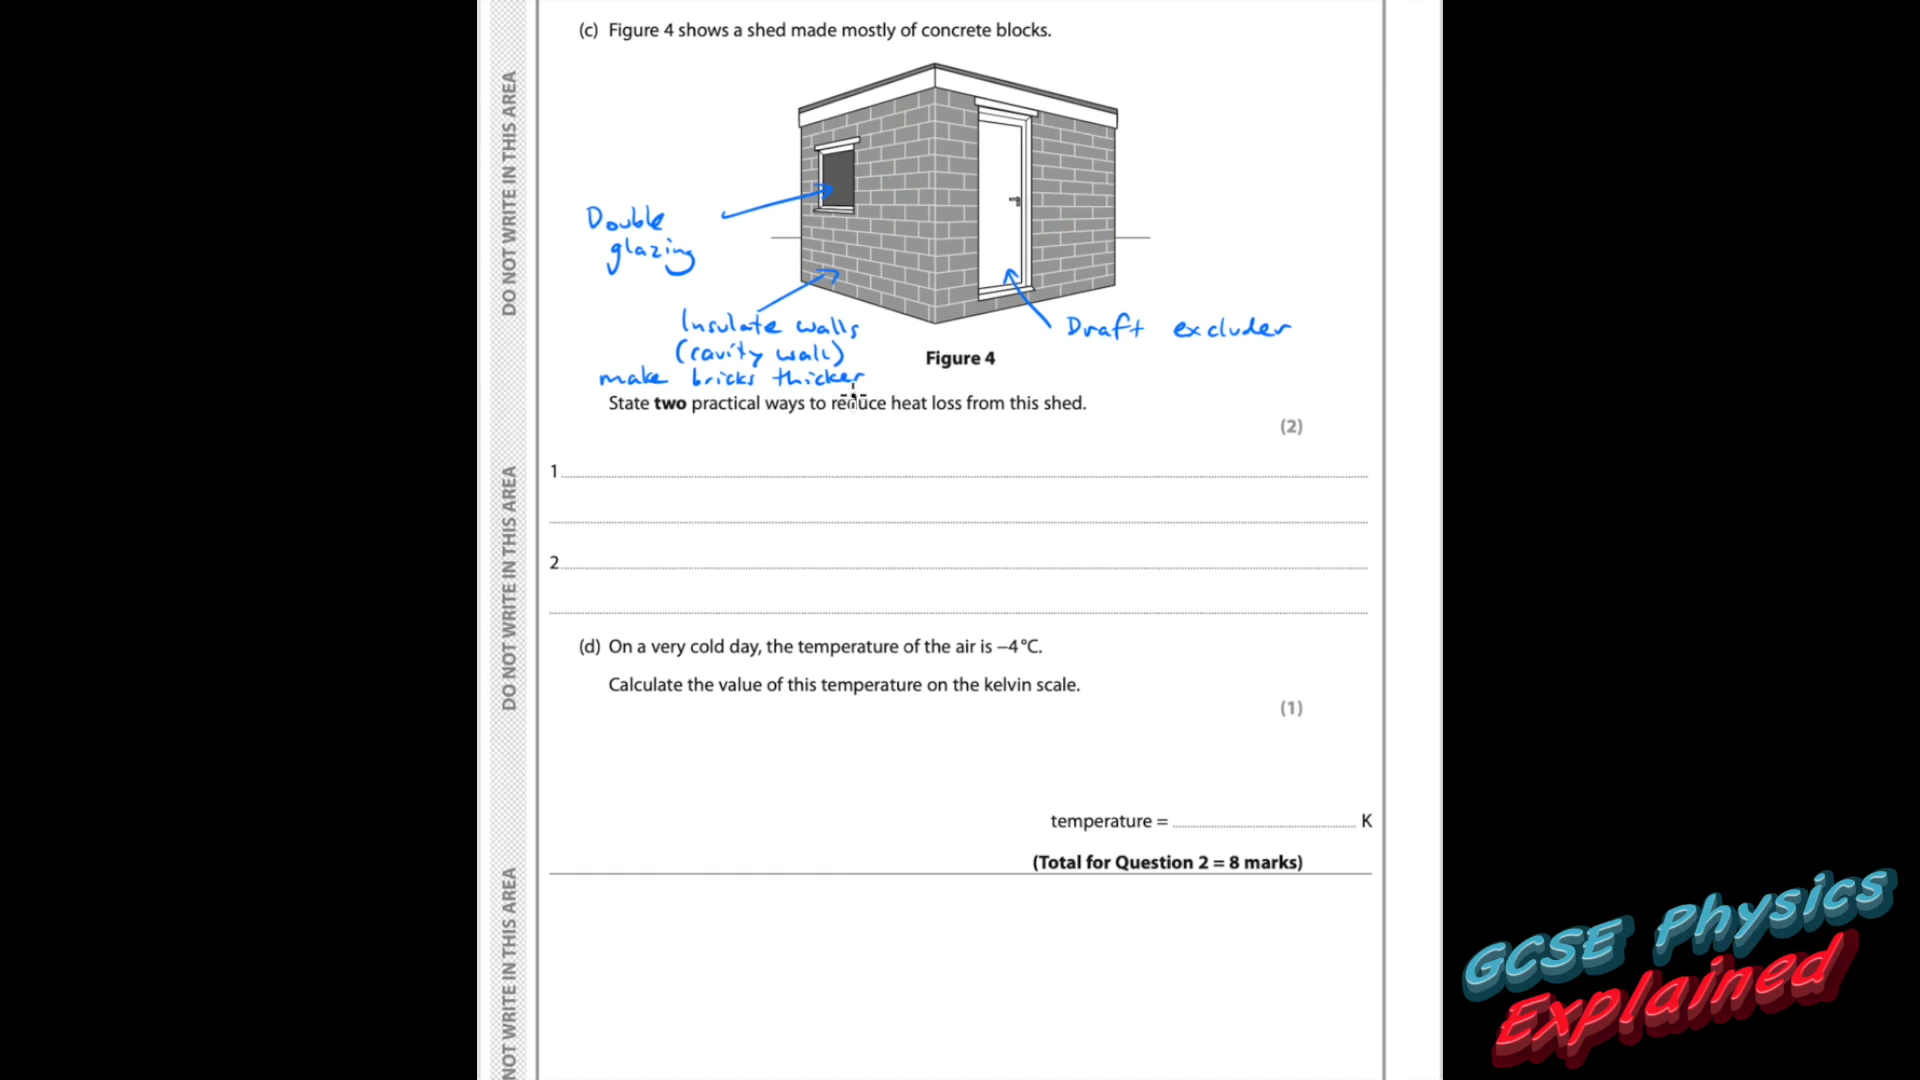 (c) Figure 4 shows a shed made mostly of concrete blocks.
DO NOT WRITE IN THIS AREA
Double
glazing
Insulate walls
(cavity wall)
make bricks thicker
Draft excluder
Figure 4
State two practical ways to reduce heat loss from this shed.
(2)
1
2
DO NOT WRITE IN THIS AREA
(d) On a very cold day, the temperature of the air is –4 °C.
Calculate the value of this temperature on the kelvin scale.
(1)
temperature = K
(Total for Question 2 = 8 marks)
NOT WRITE IN THIS AREA
GCSE Physics
Explained